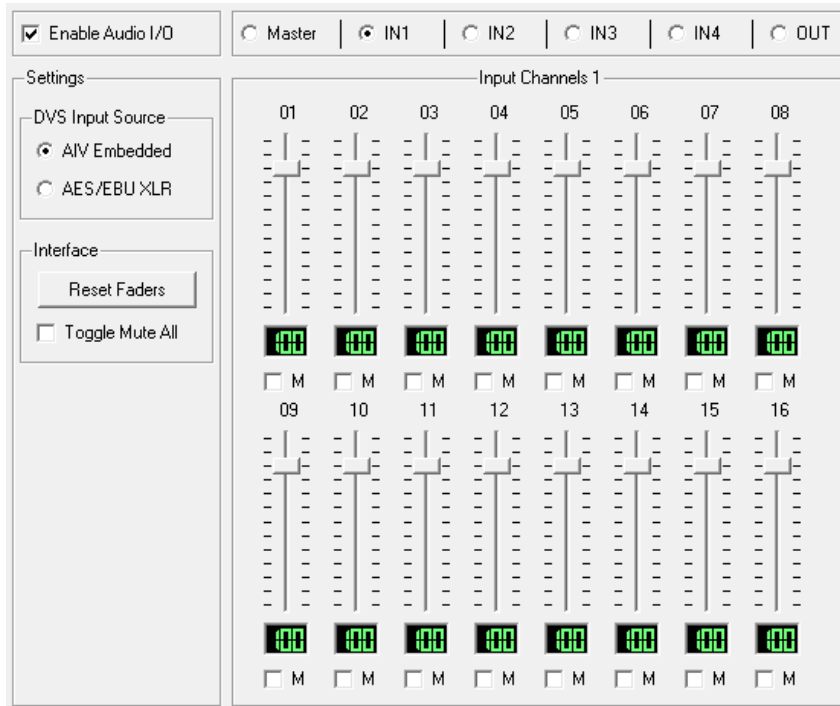 Enable Audio I/O
Master IN1 IN2 IN3 IN4 OUT
Settings
DVS Input Source
AIV Embedded
AES/EBU XLR
Interface
Reset Faders
Toggle Mute All
Input Channels 1
01 02 03 04 05 06 07 08
100 100 100 100 100 100 100 100
M M M M M M M M
09 10 11 12 13 14 15 16
100 100 100 100 100 100 100 100
M M M M M M M M